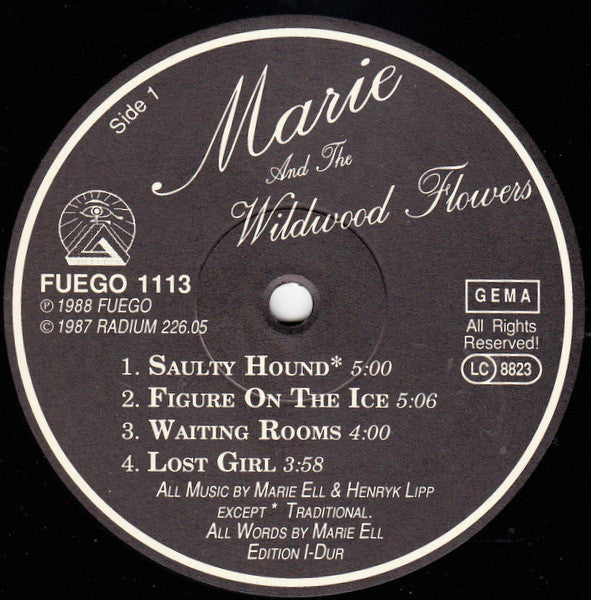 Side 1
Marie
And The
Wildwood Flowers
FUEGO 1113
℗ 1988 FUEGO
© 1987 RADIUM 226.05
GEMA
All Rights
Reserved!
LC 8823
1. SAULTY HOUND* 5:00
2. FIGURE ON THE ICE 5:06
3. WAITING ROOMS 4:00
4. LOST GIRL 3:58
ALL MUSIC BY MARIE ELL & HENRYK LIPP
EXCEPT * TRADITIONAL.
ALL WORDS BY MARIE ELL
EDITION I-DUR